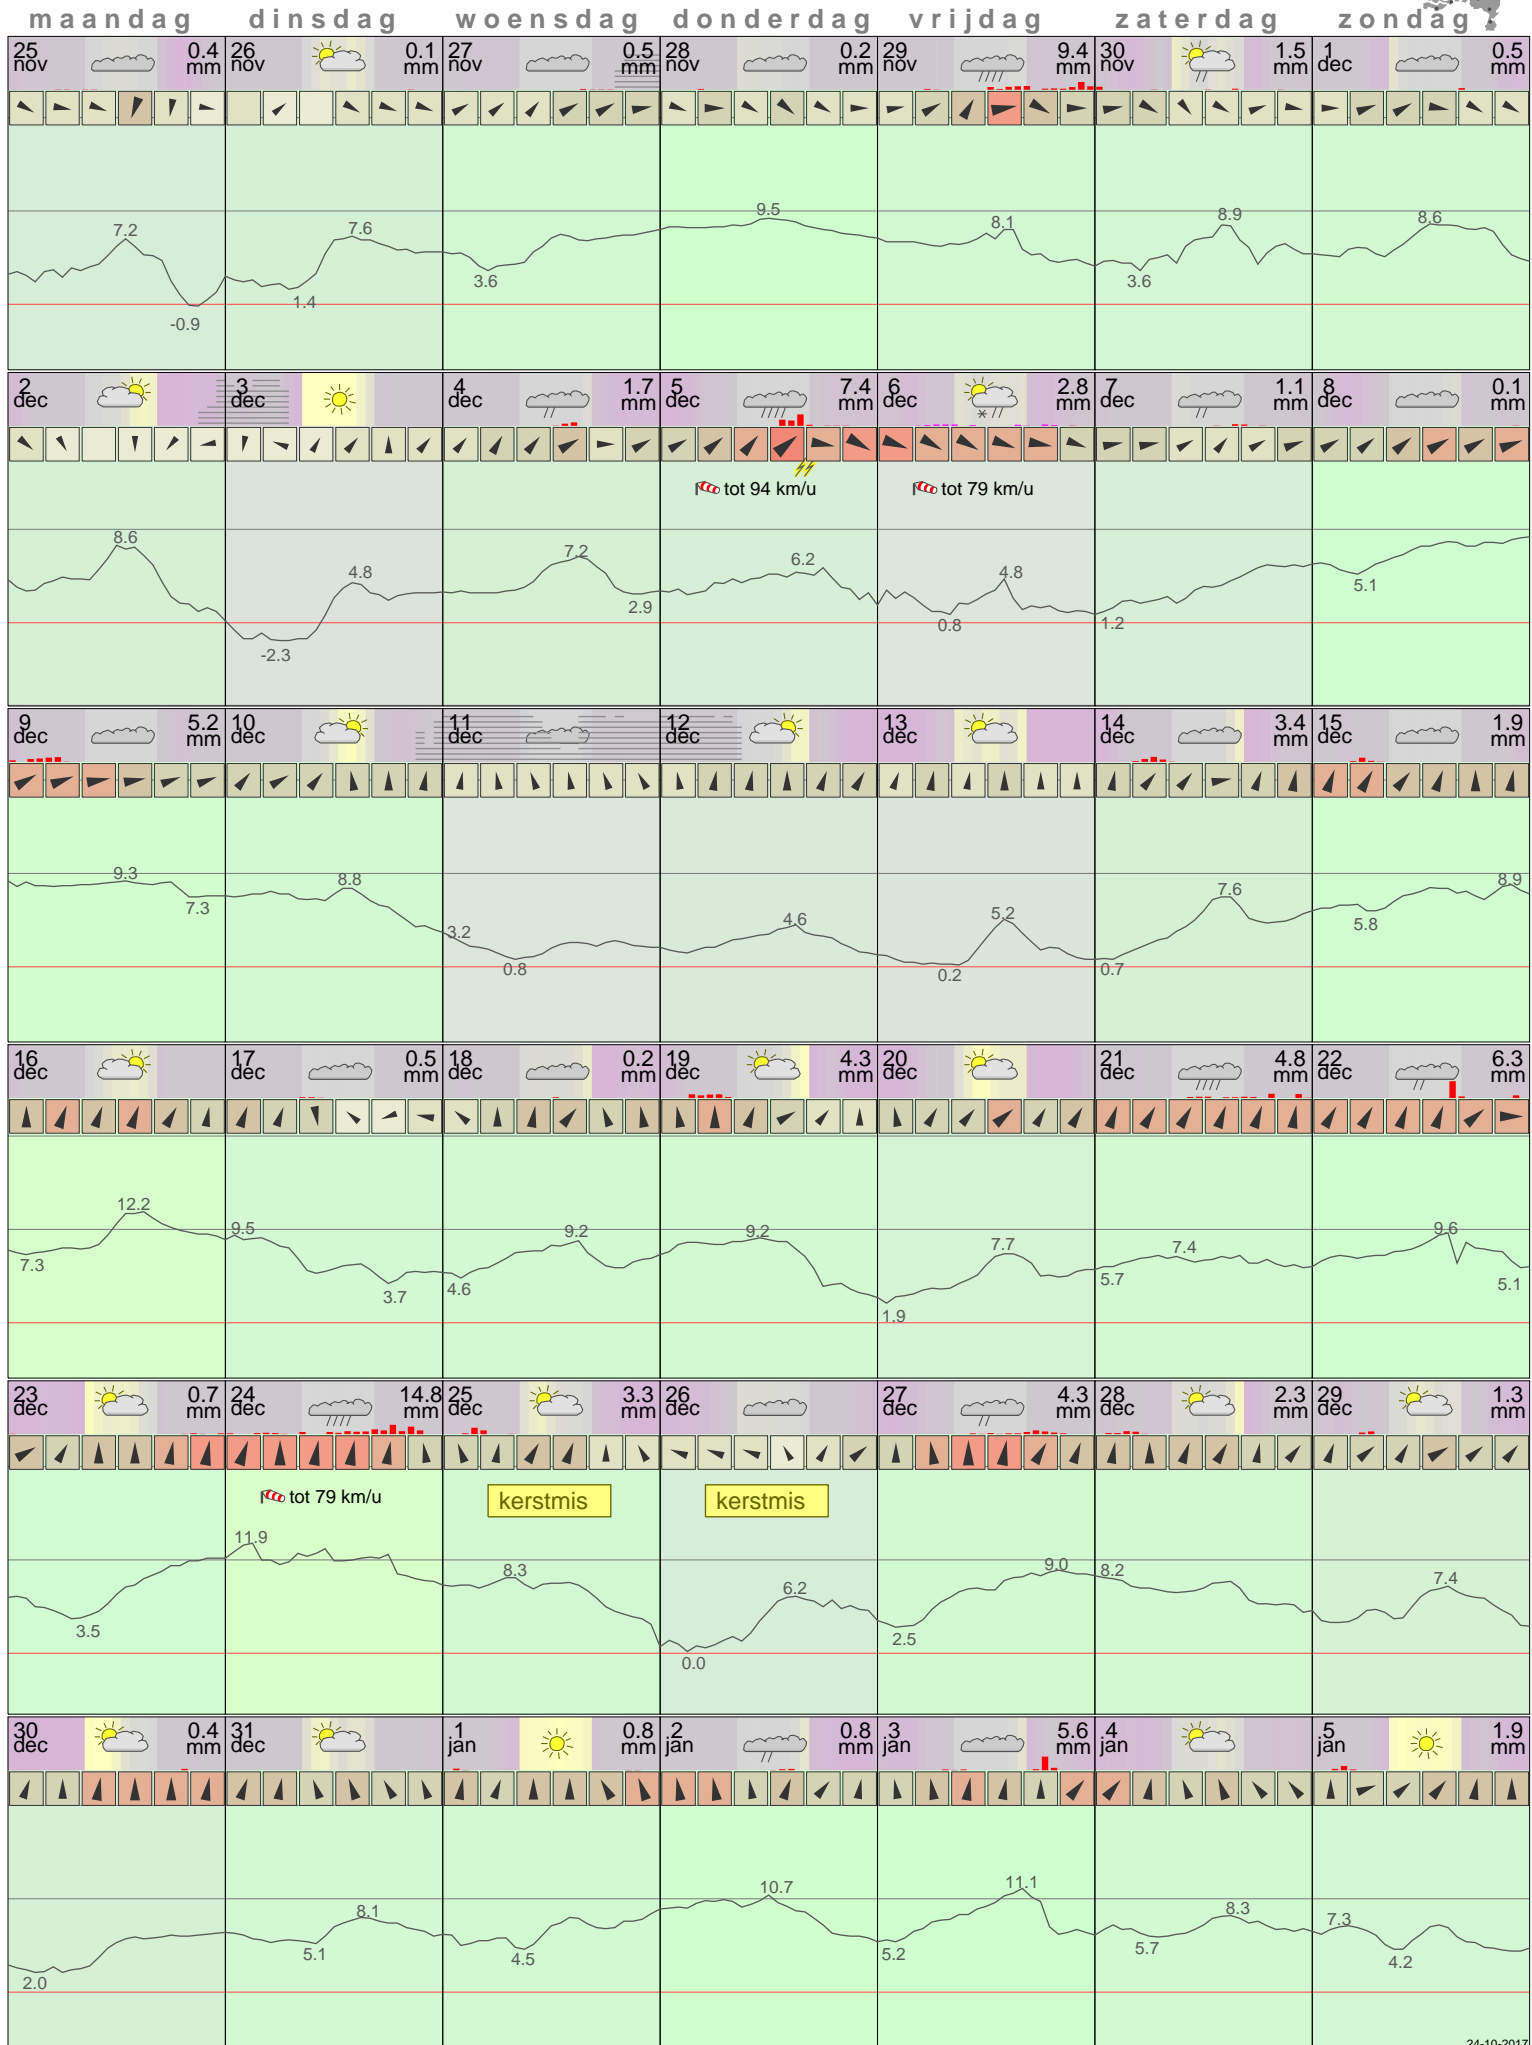 maandag dinsdag woensdag donderdag vrijdag zaterdag zondag
25 nov 0.4 mm 26 nov 0.1 mm 27 nov 0.5 mm 28 nov 0.2 mm 29 nov 9.4 mm 30 nov 1.5 mm 1 dec 0.5 mm
7.2 -0.9 1.4 7.6 3.6 9.5 8.1 3.6 8.9 8.6
2 dec 3 dec 4 dec 1.7 mm 5 dec 7.4 mm 6 dec 2.8 mm 7 dec 1.1 mm 8 dec 0.1 mm
tot 94 km/u tot 79 km/u
8.6 -2.3 4.8 7.2 2.9 6.2 0.8 4.8 1.2 5.1
9 dec 5.2 mm 10 dec 11 dec 12 dec 13 dec 14 dec 3.4 mm 15 dec 1.9 mm
9.3 7.3 8.8 3.2 0.8 4.6 0.2 5.2 0.7 7.6 5.8 8.9
16 dec 17 dec 0.5 mm 18 dec 0.2 mm 19 dec 4.3 mm 20 dec 21 dec 4.8 mm 22 dec 6.3 mm
7.3 12.2 9.5 3.7 4.6 9.2 9.2 1.9 7.7 5.7 7.4 9.6 5.1
23 dec 0.7 mm 24 dec 14.8 mm 25 dec 3.3 mm 26 dec 27 dec 4.3 mm 28 dec 2.3 mm 29 dec 1.3 mm
tot 79 km/u kerstmis kerstmis
3.5 11.9 8.3 0.0 6.2 2.5 9.0 8.2 7.4
30 dec 0.4 mm 31 dec 1 jan 0.8 mm 2 jan 0.8 mm 3 jan 5.6 mm 4 jan 5 jan 1.9 mm
2.0 5.1 8.1 4.5 10.7 5.2 11.1 5.7 8.3 7.3 4.2
24-10-2017